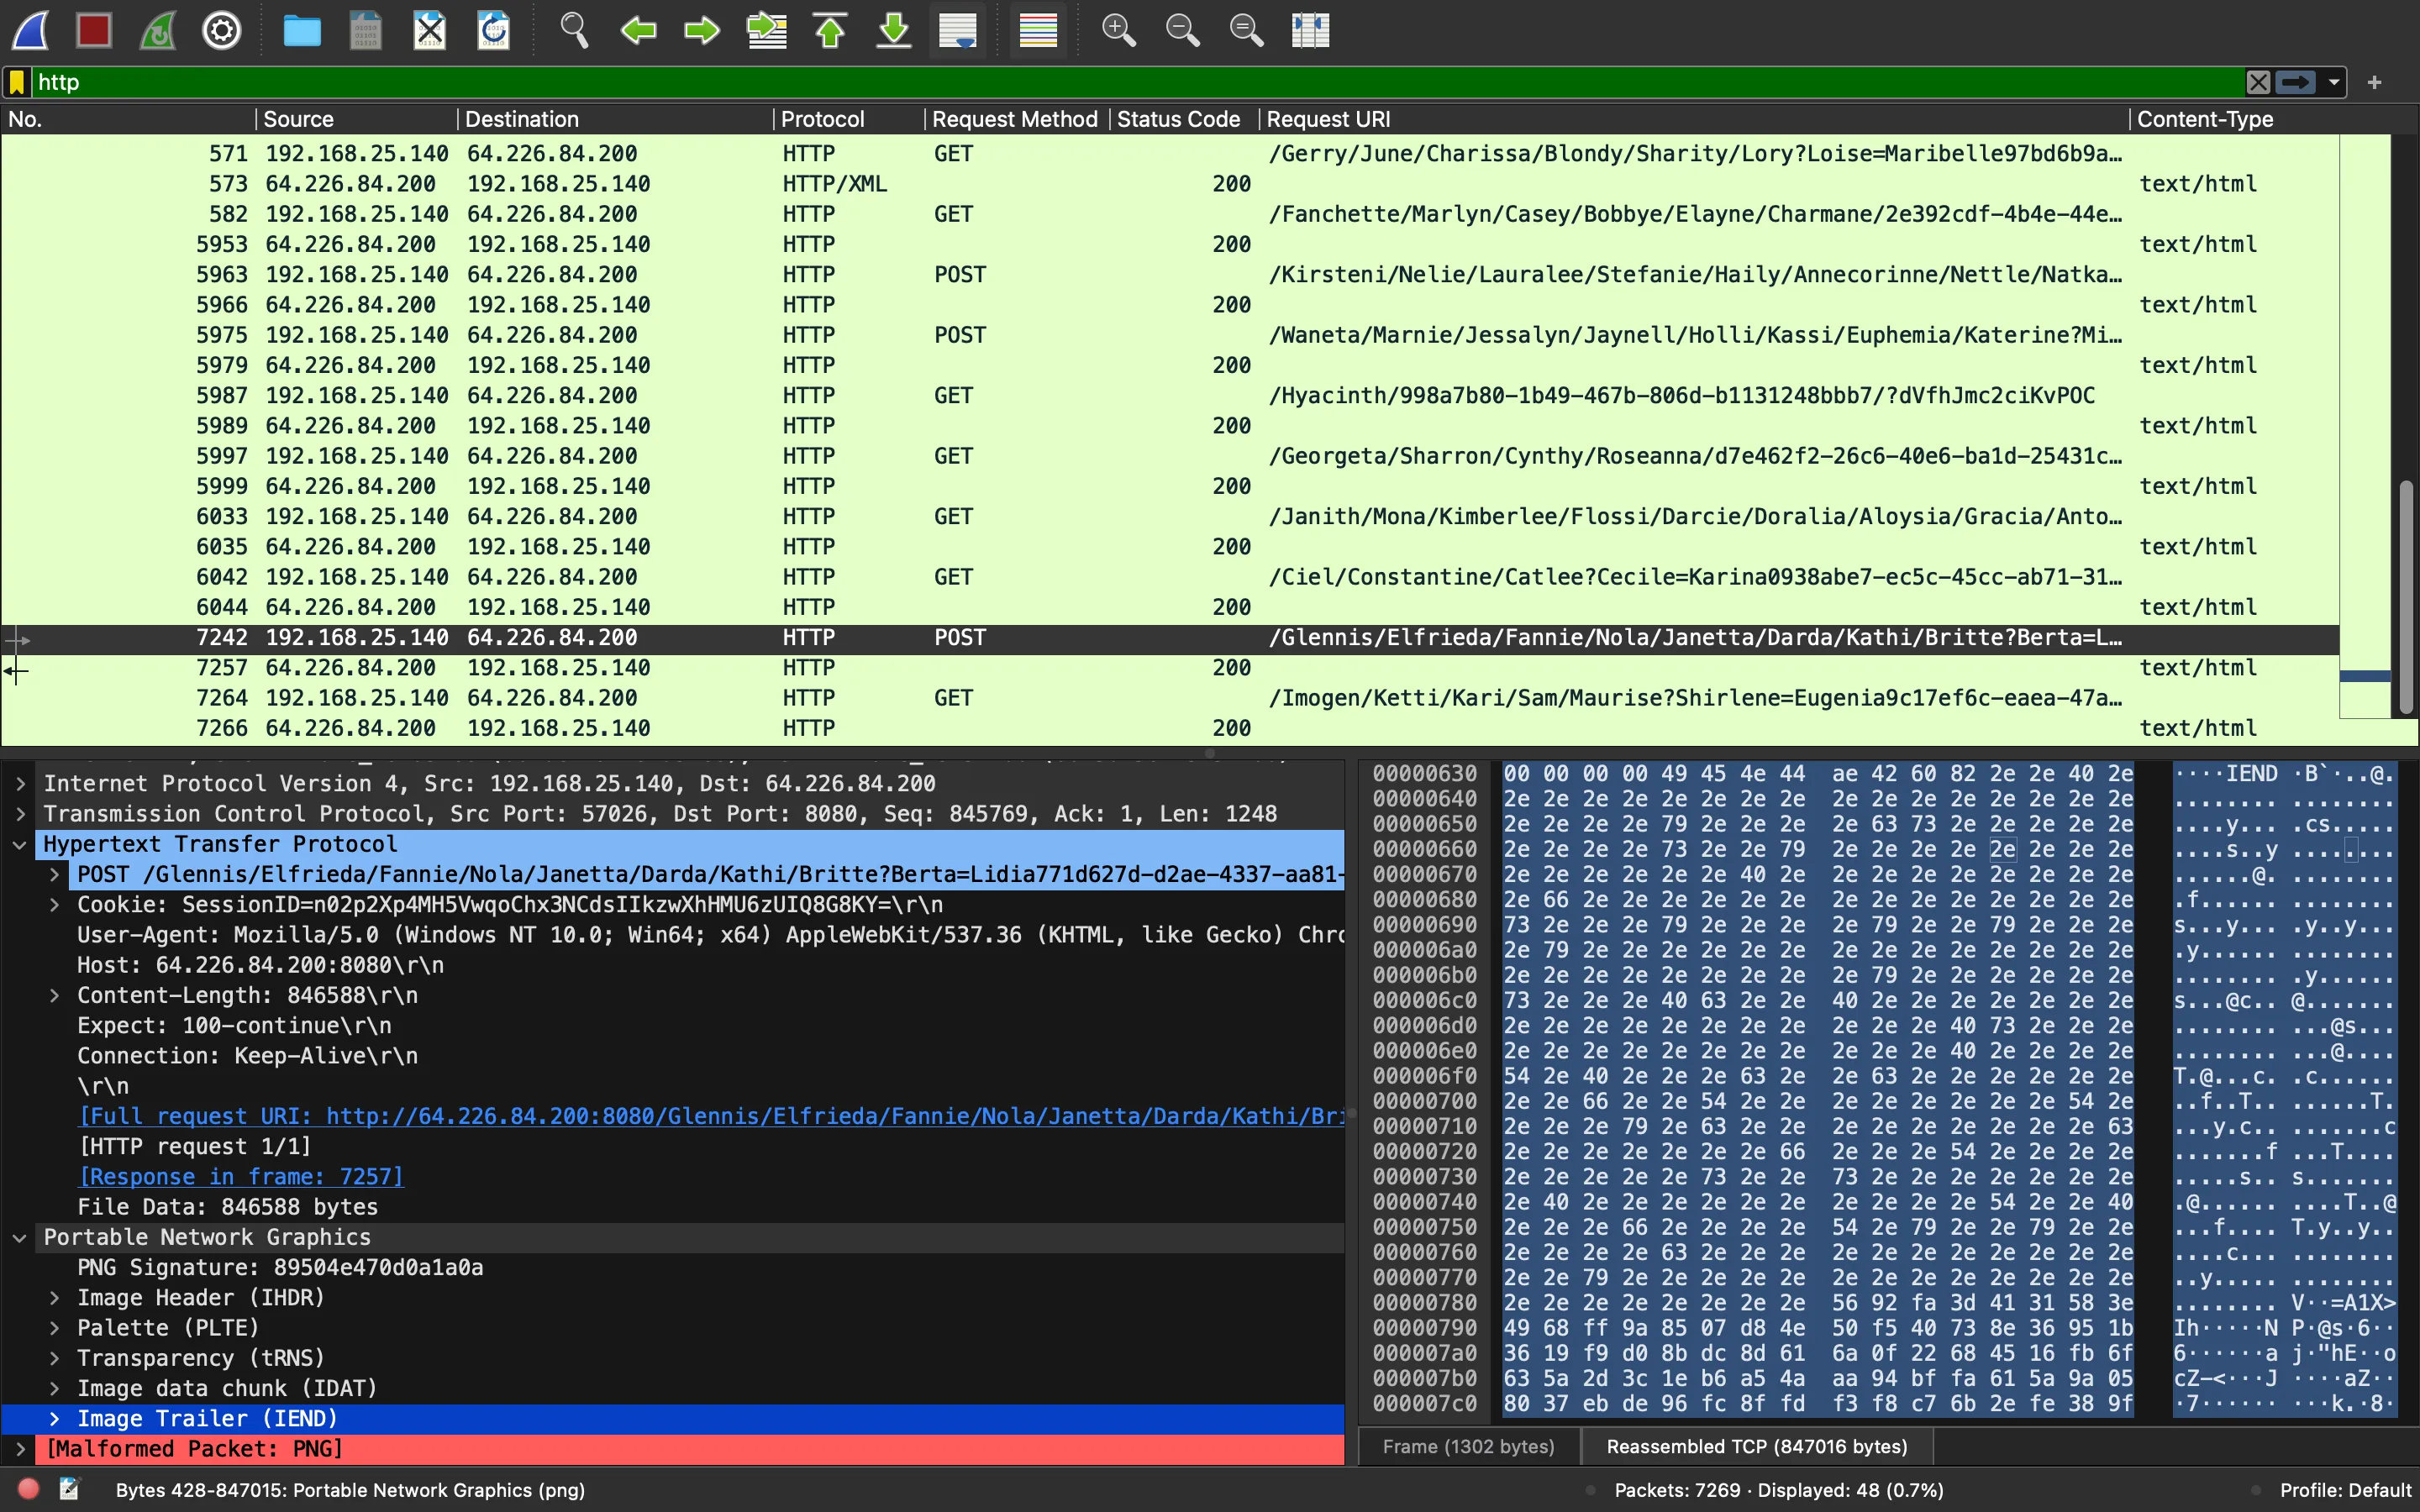 http
No. Source Destination Protocol Request Method Status Code Request URI Content-Type
571 192.168.25.140 64.226.84.200 HTTP GET /Gerry/June/Charissa/Blondy/Sharity/Lory?Loise=Maribelle97bd6b9a…
573 64.226.84.200 192.168.25.140 HTTP/XML 200 text/html
582 192.168.25.140 64.226.84.200 HTTP GET /Fanchette/Marlyn/Casey/Bobbye/Elayne/Charmane/2e392cdf-4b4e-44e…
5953 64.226.84.200 192.168.25.140 HTTP 200 text/html
5963 192.168.25.140 64.226.84.200 HTTP POST /Kirsteni/Nelie/Lauralee/Stefanie/Haily/Annecorinne/Nettle/Natka…
5966 64.226.84.200 192.168.25.140 HTTP 200 text/html
5975 192.168.25.140 64.226.84.200 HTTP POST /Waneta/Marnie/Jessalyn/Jaynell/Holli/Kassi/Euphemia/Katerine?Mi…
5979 64.226.84.200 192.168.25.140 HTTP 200 text/html
5987 192.168.25.140 64.226.84.200 HTTP GET /Hyacinth/998a7b80-1b49-467b-806d-b1131248bbb7/?dVfhJmc2ciKvPOC
5989 64.226.84.200 192.168.25.140 HTTP 200 text/html
5997 192.168.25.140 64.226.84.200 HTTP GET /Georgeta/Sharron/Cynthy/Roseanna/d7e462f2-26c6-40e6-ba1d-25431c…
5999 64.226.84.200 192.168.25.140 HTTP 200 text/html
6033 192.168.25.140 64.226.84.200 HTTP GET /Janith/Mona/Kimberlee/Flossi/Darcie/Doralia/Aloysia/Gracia/Anto…
6035 64.226.84.200 192.168.25.140 HTTP 200 text/html
6042 192.168.25.140 64.226.84.200 HTTP GET /Ciel/Constantine/Catlee?Cecile=Karina0938abe7-ec5c-45cc-ab71-31…
6044 64.226.84.200 192.168.25.140 HTTP 200 text/html
7242 192.168.25.140 64.226.84.200 HTTP POST /Glennis/Elfrieda/Fannie/Nola/Janetta/Darda/Kathi/Britte?Berta=L…
7257 64.226.84.200 192.168.25.140 HTTP 200 text/html
7264 192.168.25.140 64.226.84.200 HTTP GET /Imogen/Ketti/Kari/Sam/Maurise?Shirlene=Eugenia9c17ef6c-eaea-47a…
7266 64.226.84.200 192.168.25.140 HTTP 200 text/html
Internet Protocol Version 4, Src: 192.168.25.140, Dst: 64.226.84.200
Transmission Control Protocol, Src Port: 57026, Dst Port: 8080, Seq: 845769, Ack: 1, Len: 1248
Hypertext Transfer Protocol
POST /Glennis/Elfrieda/Fannie/Nola/Janetta/Darda/Kathi/Britte?Berta=Lidia771d627d-d2ae-4337-aa81-
Cookie: SessionID=n02p2Xp4MH5VwqoChx3NCdsIIkzwXhHMU6zUIQ8G8KY=\r\n
User-Agent: Mozilla/5.0 (Windows NT 10.0; Win64; x64) AppleWebKit/537.36 (KHTML, like Gecko) Chro
Host: 64.226.84.200:8080\r\n
Content-Length: 846588\r\n
Expect: 100-continue\r\n
Connection: Keep-Alive\r\n
\r\n
[Full request URI: http://64.226.84.200:8080/Glennis/Elfrieda/Fannie/Nola/Janetta/Darda/Kathi/Bri
[HTTP request 1/1]
[Response in frame: 7257]
File Data: 846588 bytes
Portable Network Graphics
PNG Signature: 89504e470d0a1a0a
Image Header (IHDR)
Palette (PLTE)
Transparency (tRNS)
Image data chunk (IDAT)
Image Trailer (IEND)
[Malformed Packet: PNG]
00000630 00 00 00 00 49 45 4e 44 ae 42 60 82 2e 2e 40 2e ····IEND ·B`·..@.
00000640 2e 2e 2e 2e 2e 2e 2e 2e 2e 2e 2e 2e 2e 2e 2e 2e ........ ........
00000650 2e 2e 2e 2e 79 2e 2e 2e 2e 63 73 2e 2e 2e 2e 2e ....y... .cs.....
00000660 2e 2e 2e 2e 73 2e 2e 79 2e 2e 2e 2e 2e 2e 2e 2e ....s..y ........
00000670 2e 2e 2e 2e 2e 2e 40 2e 2e 2e 2e 2e 2e 2e 2e 2e ......@. ........
00000680 2e 66 2e 2e 2e 2e 2e 2e 2e 2e 2e 2e 2e 2e 2e 2e .f...... ........
00000690 73 2e 2e 2e 79 2e 2e 2e 2e 79 2e 2e 79 2e 2e 2e s...y... .y..y...
000006a0 2e 79 2e 2e 2e 2e 2e 2e 2e 2e 2e 2e 2e 2e 2e 2e .y...... ........
000006b0 2e 2e 2e 2e 2e 2e 2e 2e 2e 79 2e 2e 2e 2e 2e 2e ........ .y......
000006c0 73 2e 2e 2e 40 63 2e 2e 40 2e 2e 2e 2e 2e 2e 2e s...@c.. @.......
000006d0 2e 2e 2e 2e 2e 2e 2e 2e 2e 2e 2e 40 73 2e 2e 2e ........ ...@s...
000006e0 2e 2e 2e 2e 2e 2e 2e 2e 2e 2e 2e 40 2e 2e 2e 2e ........ ...@....
000006f0 54 2e 40 2e 2e 2e 63 2e 2e 63 2e 2e 2e 2e 2e 2e T.@...c. .c......
00000700 2e 2e 66 2e 2e 54 2e 2e 2e 2e 2e 2e 2e 2e 54 2e ..f..T.. ......T.
00000710 2e 2e 2e 79 2e 63 2e 2e 2e 2e 2e 2e 2e 2e 2e 63 ...y.c.. .......c
00000720 2e 2e 2e 2e 2e 2e 2e 66 2e 2e 2e 54 2e 2e 2e 2e .......f ...T....
00000730 2e 2e 2e 2e 2e 73 2e 2e 73 2e 2e 2e 2e 2e 2e 2e .....s.. s.......
00000740 2e 40 2e 2e 2e 2e 2e 2e 2e 2e 2e 2e 54 2e 2e 40 .@...... ....T..@
00000750 2e 2e 2e 66 2e 2e 2e 2e 54 2e 79 2e 2e 79 2e 2e ...f.... T.y..y..
00000760 2e 2e 2e 2e 63 2e 2e 2e 2e 2e 2e 2e 2e 2e 2e 2e ....c... ........
00000770 2e 2e 79 2e 2e 2e 2e 2e 2e 2e 2e 2e 2e 2e 2e 2e ..y..... ........
00000780 2e 2e 2e 2e 2e 2e 2e 2e 56 92 fa 3d 41 31 58 3e ........ V··=A1X>
00000790 49 68 ff 9a 85 07 d8 4e 50 f5 40 73 8e 36 95 1b Ih·····N P·@s·6··
000007a0 36 19 f9 d0 8b dc 8d 61 6a 0f 22 68 45 16 fb 6f 6······a j·"hE··o
000007b0 63 5a 2d 3c 1e b6 a5 4a aa 94 bf fa 61 5a 9a 05 cZ-<···J ····aZ··
000007c0 80 37 eb de 96 fc 8f fd f3 f8 c7 6b 2e fe 38 9f ·7······ ···k.·8·
Frame (1302 bytes) Reassembled TCP (847016 bytes)
Bytes 428-847015: Portable Network Graphics (png) Packets: 7269 · Displayed: 48 (0.7%) Profile: Default